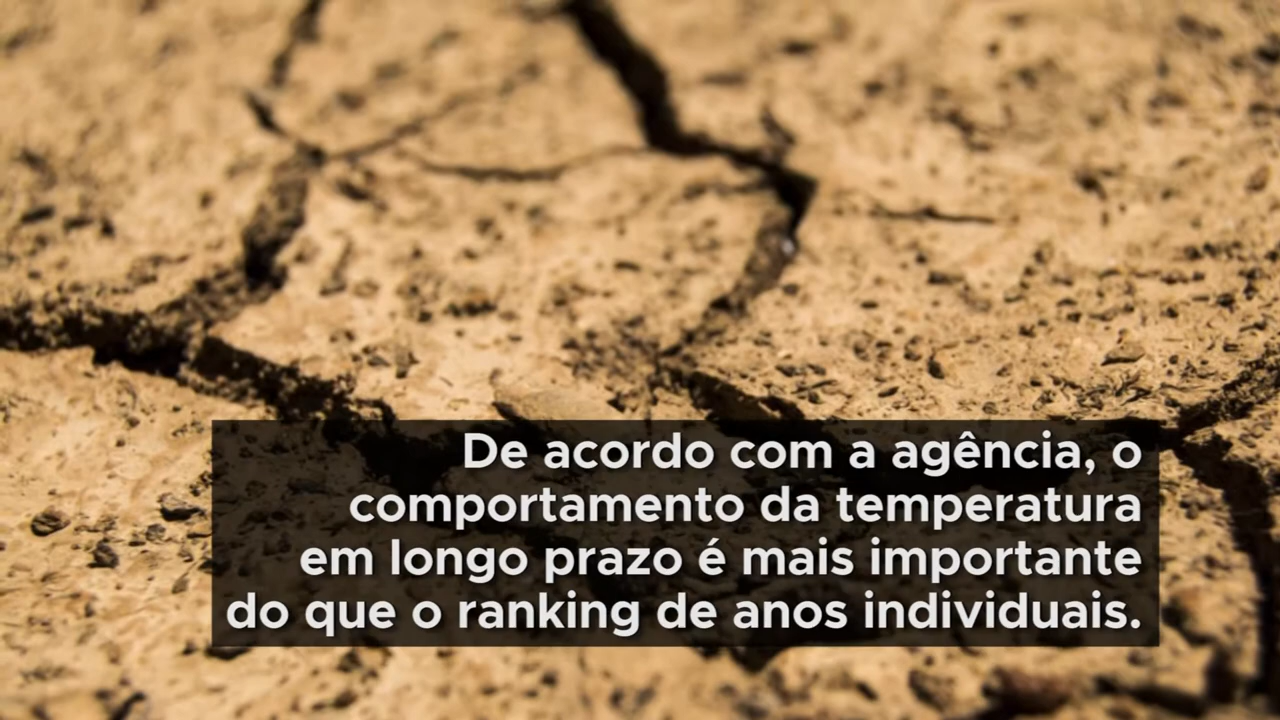 De acordo com a agência, o
comportamento da temperatura
em longo prazo é mais importante
do que o ranking de anos individuais.